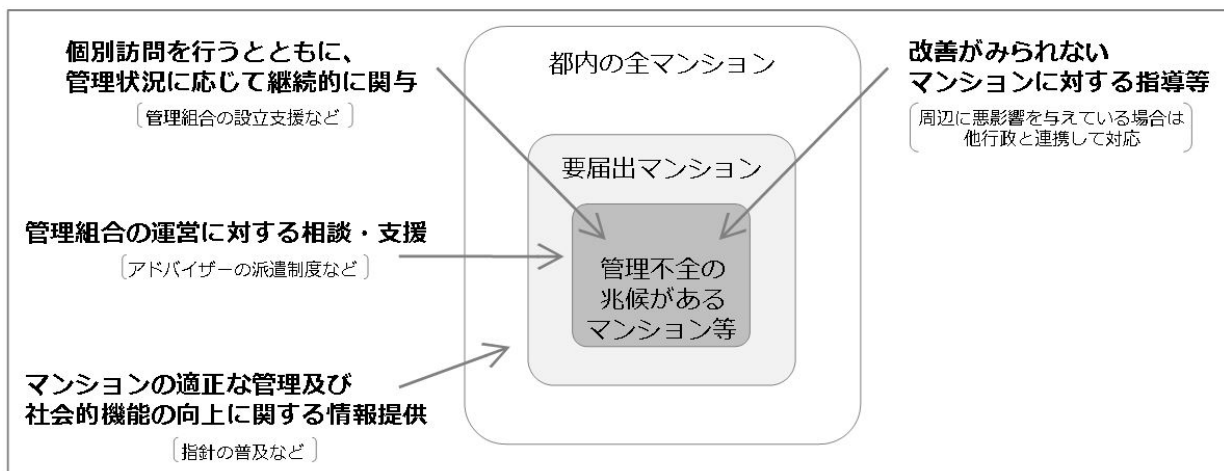 個別訪問を行うとともに、
管理状況に応じて継続的に関与
〔管理組合の設立支援など〕
管理組合の運営に対する相談・支援
〔アドバイザーの派遣制度など〕
マンションの適正な管理及び
社会的機能の向上に関する情報提供
〔指針の普及など〕
都内の全マンション
要届出マンション
管理不全の
兆候がある
マンション等
改善がみられない
マンションに対する指導等
周辺に悪影響を与えている場合は
他行政と連携して対応